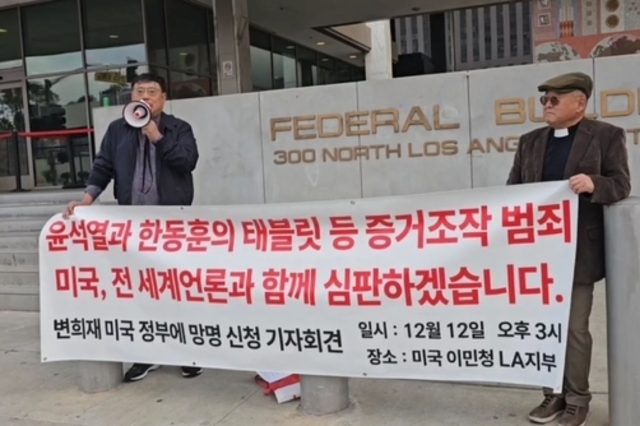 FEDERAL BUILD
300 NORTH LOS ANG
윤석열과 한동훈의 태블릿 등 증거조작 범죄
미국, 전 세계언론과 함께 심판하겠습니다.
변희재 미국 정부에 망명 신청 기자회견
일시 : 12월 12일 오후 3시
장소 : 미국 이민청 LA지부